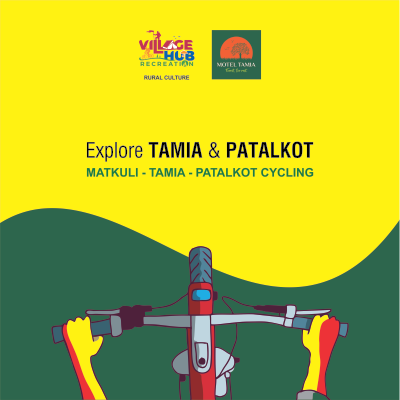 VILLAGE
HUB
RECREATION
RURAL CULTURE
MOTEL TAMIA
Explore TAMIA & PATALKOT
MATKULI - TAMIA - PATALKOT CYCLING